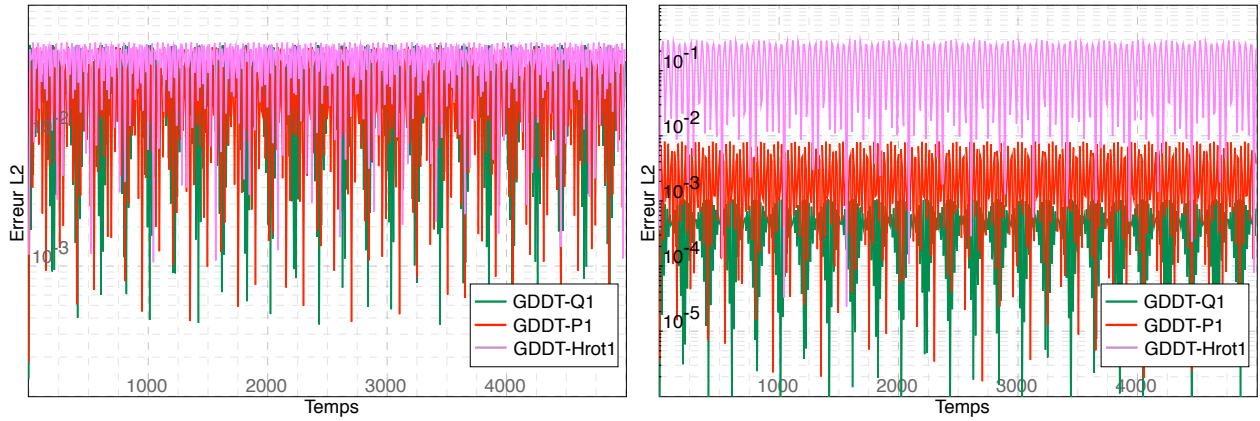 Erreur L2
10-2
10-3
GDDT-Q1
GDDT-P1
GDDT-Hrot1
1000
2000
3000
4000
Temps
Erreur L2
10-1
10-2
10-3
10-4
10-5
GDDT-Q1
GDDT-P1
GDDT-Hrot1
1000
2000
3000
4000
Temps